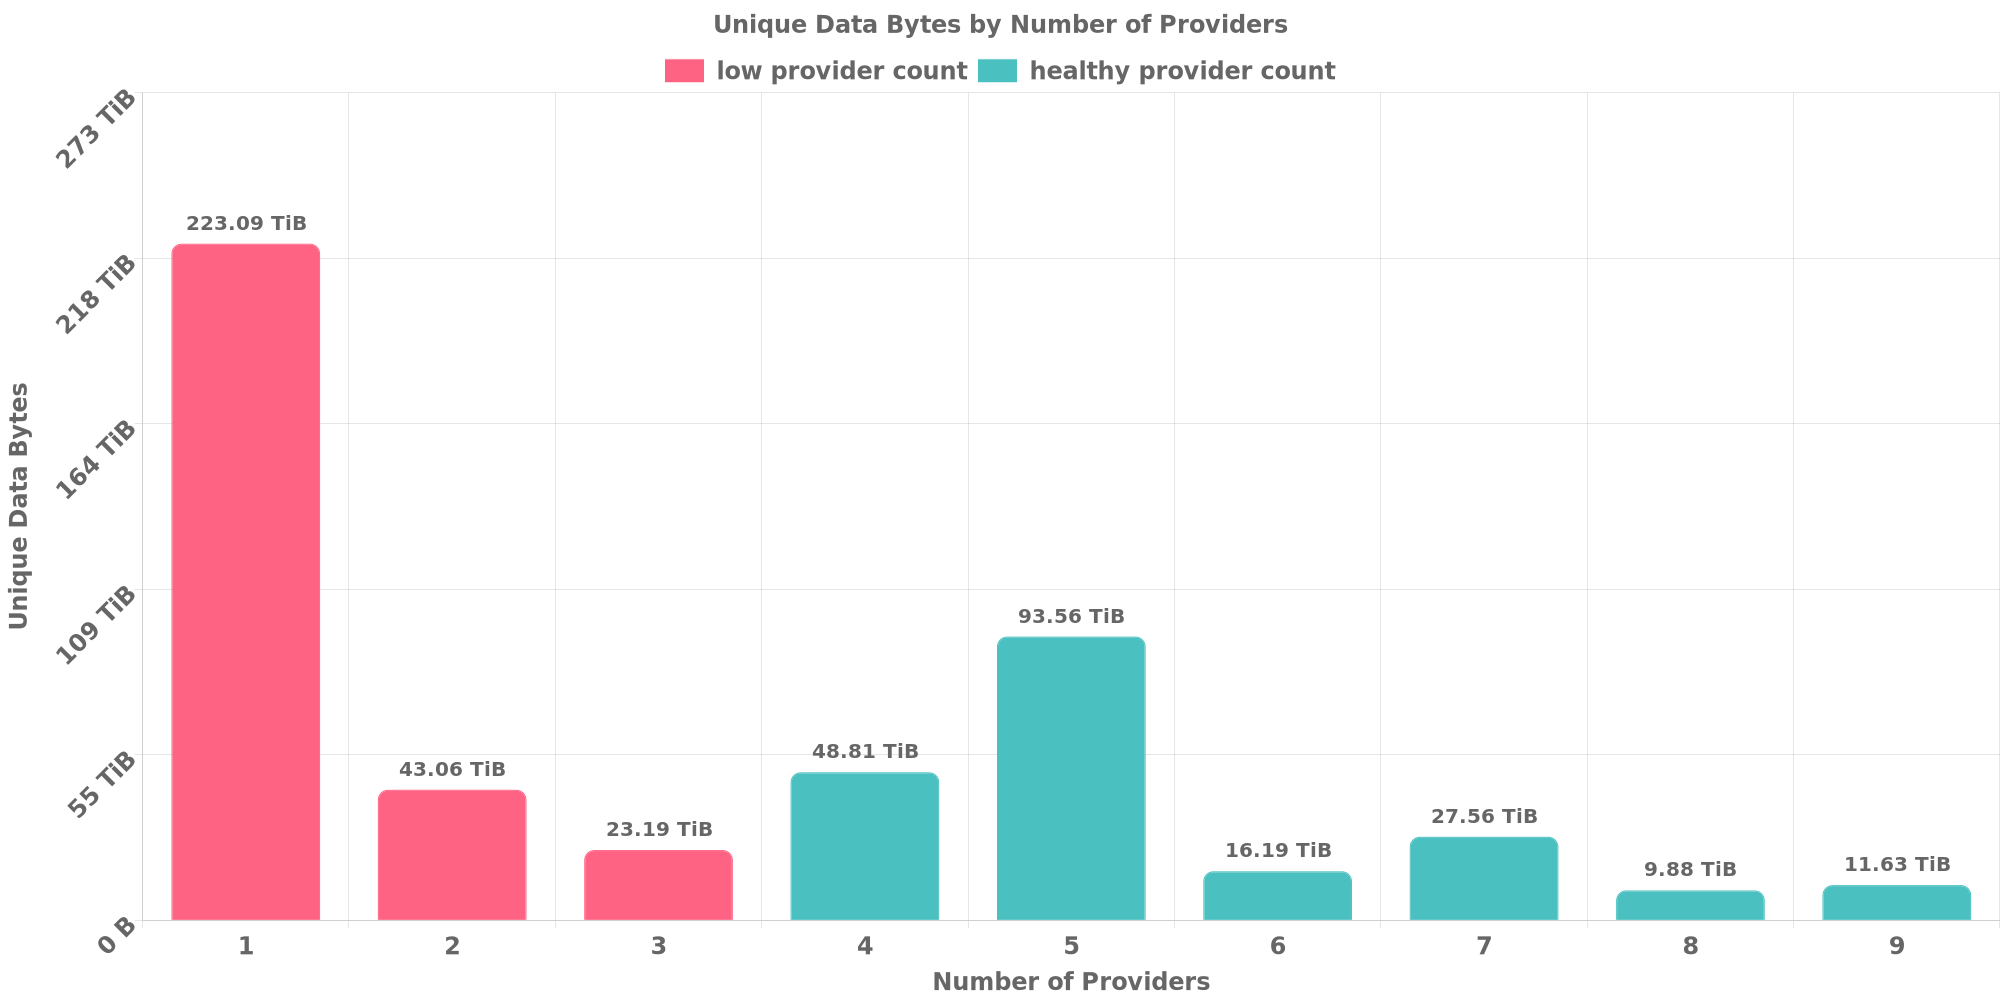 Unique Data Bytes by Number of Providers
low provider count healthy provider count
273 TiB
218 TiB
164 TiB
109 TiB
55 TiB
0 B
Unique Data Bytes
223.09 TiB
43.06 TiB
23.19 TiB
48.81 TiB
93.56 TiB
16.19 TiB
27.56 TiB
9.88 TiB
11.63 TiB
1 2 3 4 5 6 7 8 9
Number of Providers